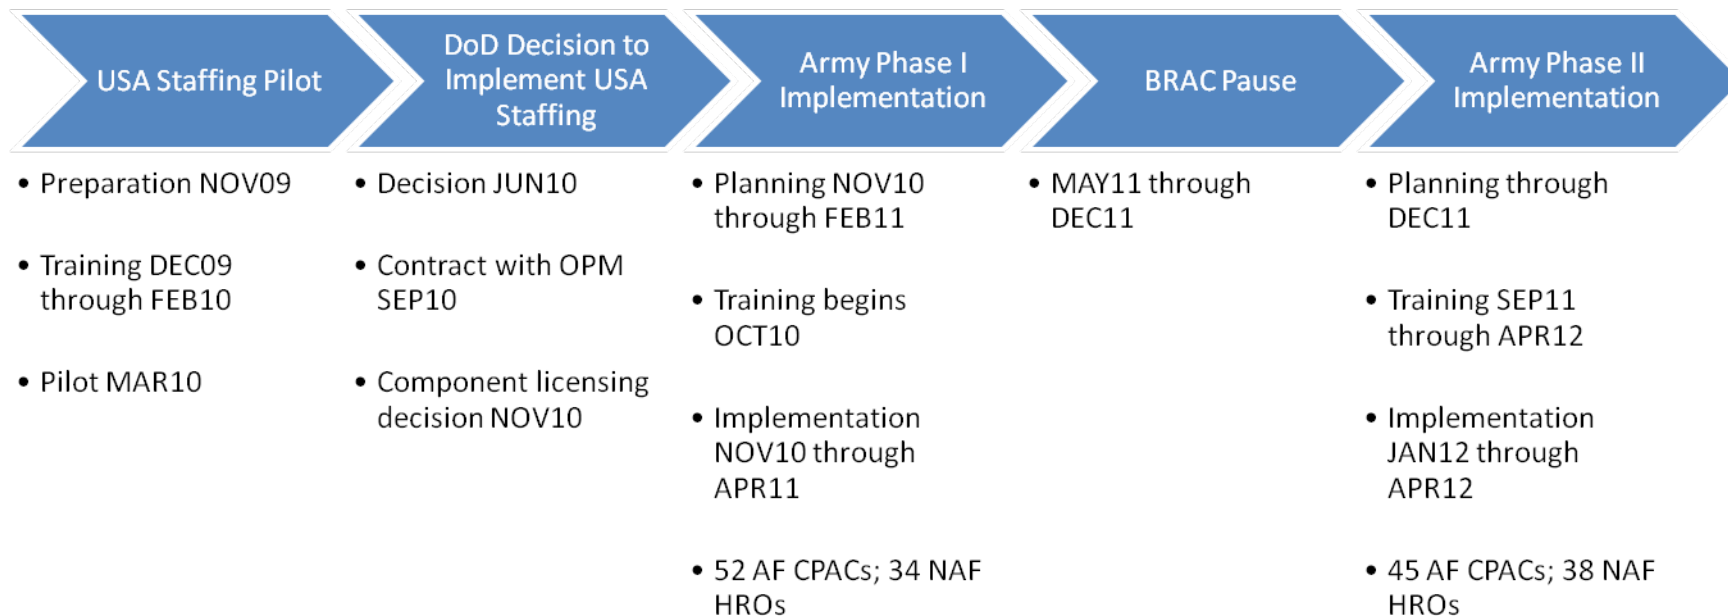 USA Staffing Pilot
DoD Decision to
Implement USA
Staffing
Army Phase I
Implementation
BRAC Pause
Army Phase II
Implementation
• Preparation NOV09
• Training DEC09
through FEB10
• Pilot MAR10
• Decision JUN10
• Contract with OPM
SEP10
• Component licensing
decision NOV10
• Planning NOV10
through FEB11
• Training begins
OCT10
• Implementation
NOV10 through
APR11
• 52 AF CPACs; 34 NAF
HROs
• MAY11 through
DEC11
• Planning through
DEC11
• Training SEP11
through APR12
• Implementation
JAN12 through
APR12
• 45 AF CPACs; 38 NAF
HROs